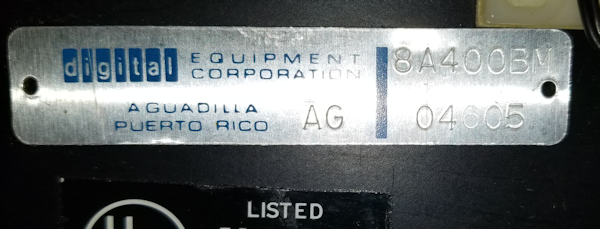 digital EQUIPMENT CORPORATION 8A400BM
AGUADILLA PUERTO RICO AG 04605
LISTED